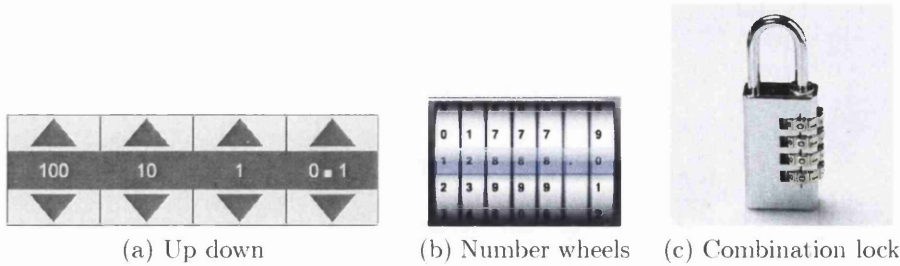 100 10 1 0.1
0 1 7 7 7 9
1 2 8 8 8 . 0
2 3 9 9 9 1
(a) Up down
(b) Number wheels
(c) Combination lock